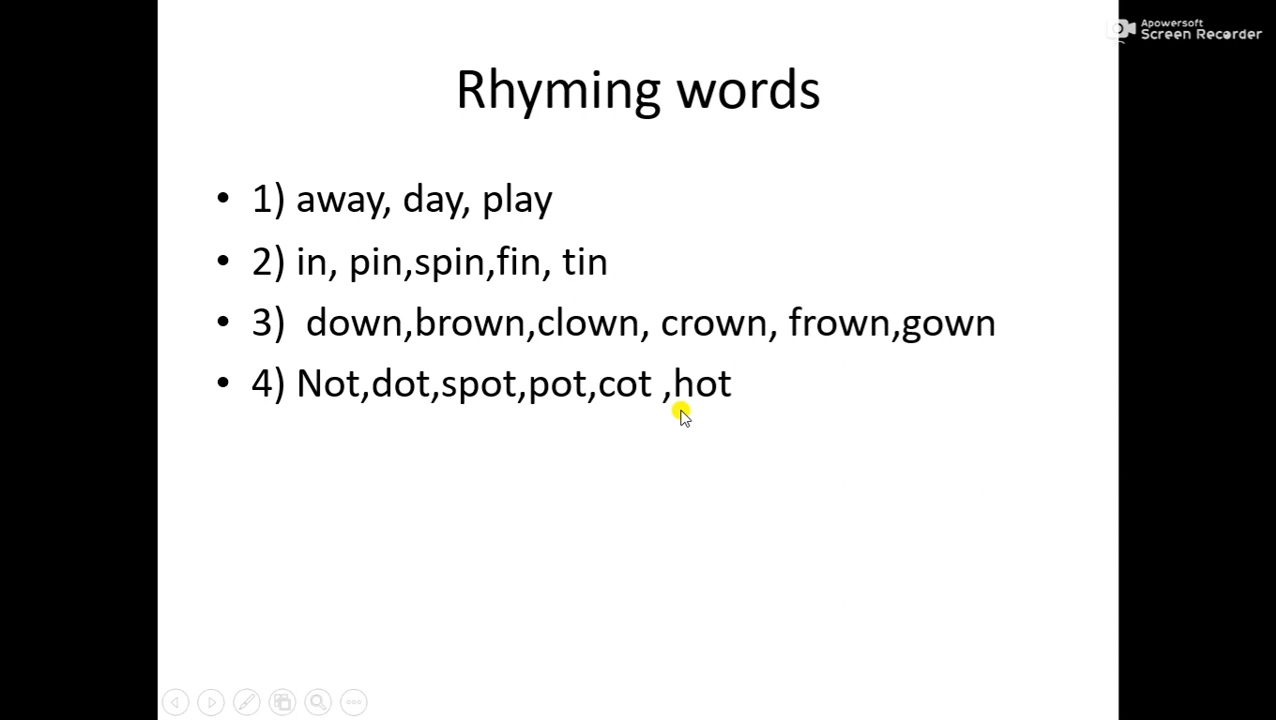 Apowersoft
Screen Recorder
Rhyming words
• 1) away, day, play
• 2) in, pin,spin,fin, tin
• 3)  down,brown,clown, crown, frown,gown
• 4) Not,dot,spot,pot,cot ,hot